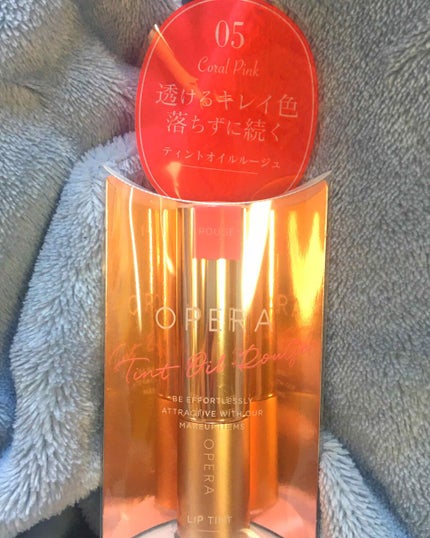 05
Coral Pink
透けるキレイ色
落ちずに続く
ティントオイルルージュ
ROUGE
OPERA
Tint Oil Rouge
BE EFFORTLESSLY
ATTRACTIVE WITH OUR
MAKEUP ITEMS
OPERA
LIP TINT